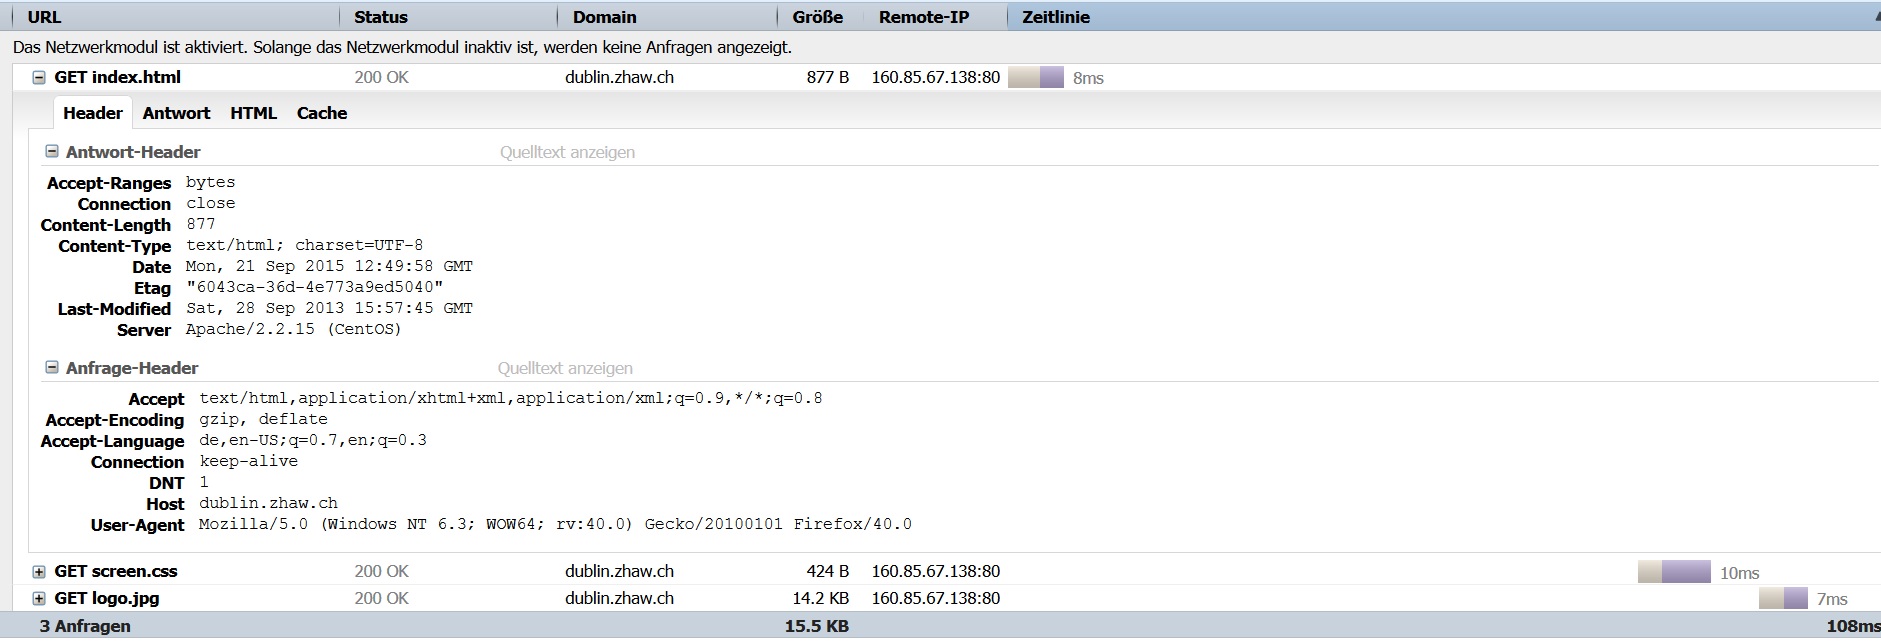 URL Status Domain Größe Remote-IP Zeitlinie
Das Netzwerkmodul ist aktiviert. Solange das Netzwerkmodul inaktiv ist, werden keine Anfragen angezeigt.
GET index.html 200 OK dublin.zhaw.ch 877 B 160.85.67.138:80 8ms
Header Antwort HTML Cache
Antwort-Header Quelltext anzeigen
Accept-Ranges bytes
Connection close
Content-Length 877
Content-Type text/html; charset=UTF-8
Date Mon, 21 Sep 2015 12:49:58 GMT
Etag "6043ca-36d-4e773a9ed5040"
Last-Modified Sat, 28 Sep 2013 15:57:45 GMT
Server Apache/2.2.15 (CentOS)
Anfrage-Header Quelltext anzeigen
Accept text/html,application/xhtml+xml,application/xml;q=0.9,*/*;q=0.8
Accept-Encoding gzip, deflate
Accept-Language de,en-US;q=0.7,en;q=0.3
Connection keep-alive
DNT 1
Host dublin.zhaw.ch
User-Agent Mozilla/5.0 (Windows NT 6.3; WOW64; rv:40.0) Gecko/20100101 Firefox/40.0
GET screen.css 200 OK dublin.zhaw.ch 424 B 160.85.67.138:80 10ms
GET logo.jpg 200 OK dublin.zhaw.ch 14.2 KB 160.85.67.138:80 7ms
3 Anfragen 15.5 KB 108ms